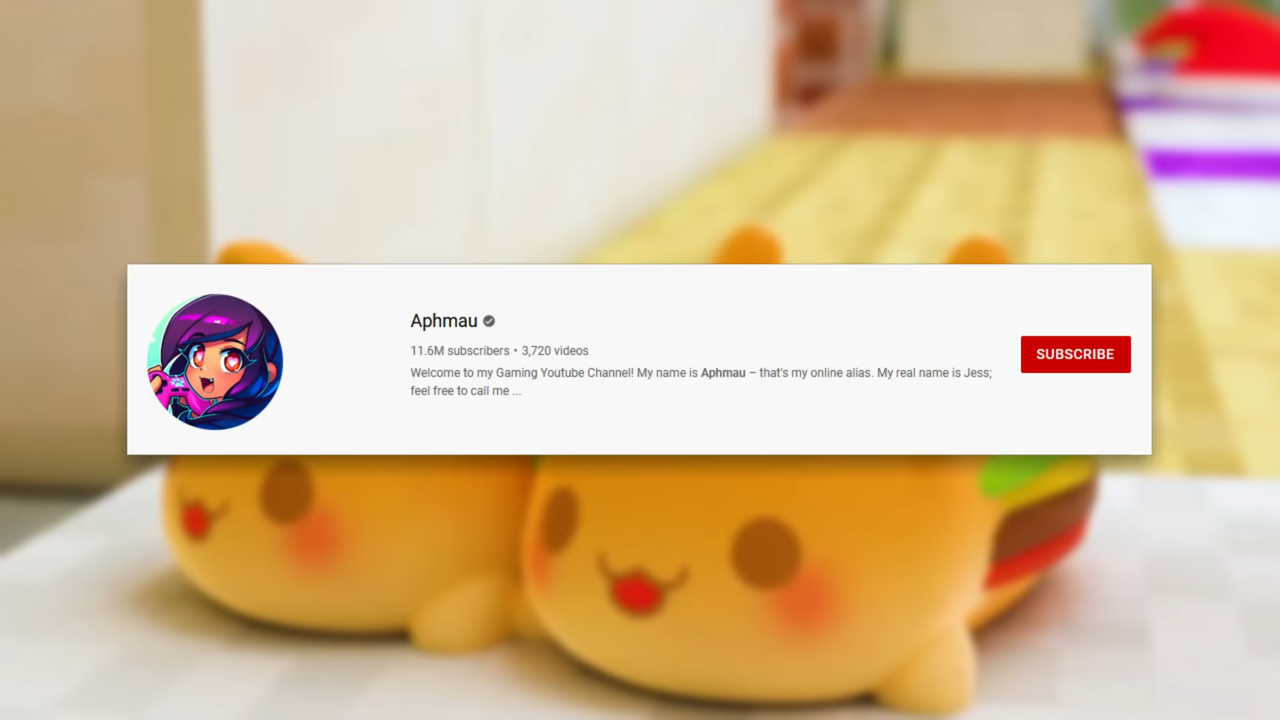 Aphmau
11.6M subscribers • 3,720 videos
Welcome to my Gaming Youtube Channel! My name is Aphmau – that's my online alias. My real name is Jess;
feel free to call me ...
SUBSCRIBE